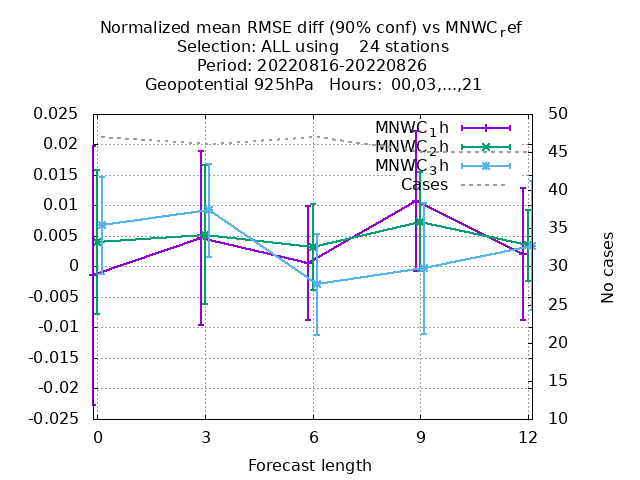 Normalized mean RMSE diff (90% conf) vs MNWC_ref
Selection: ALL using    24 stations
Period: 20220816-20220826
Geopotential 925hPa   Hours:  00,03,...,21
MNWC_1h
MNWC_2h
MNWC_3h
Cases
0.025
0.02
0.015
0.01
0.005
0
-0.005
-0.01
-0.015
-0.02
-0.025
50
45
40
35
30
25
20
15
10
No cases
0 3 6 9 12
Forecast length